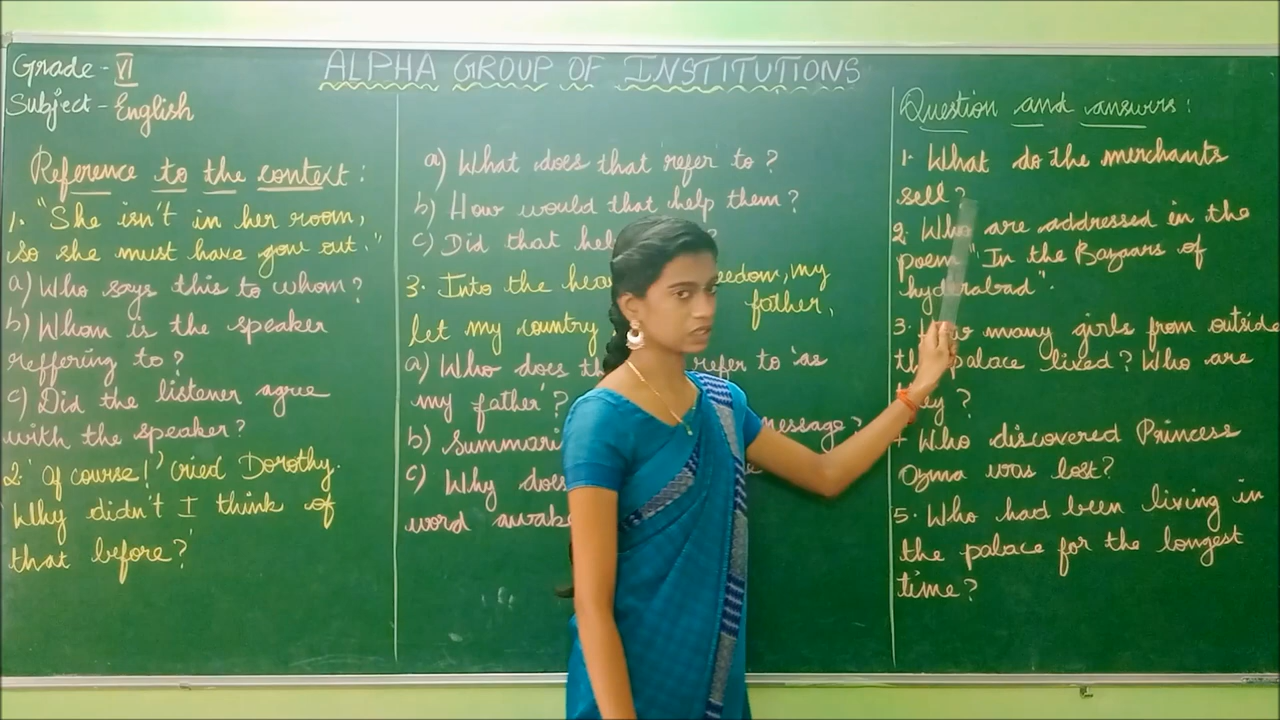 Grade - VI
Subject - English
ALPHA GROUP OF INSTITUTIONS
Reference to the context :
1. "She isn't in her room,
so she must have gone out."
a) Who says this to whom?
b) Whom is the speaker
reffering to?
c) Did the listener agree
with the speaker?
2. 'Of course!' cried Dorothy.
Why didn't I think of
that before?'
a) What does that 'refer' to ?
b) How would that help them ?
c) Did that ?
3. Into the freedom, my
father,
let my country
a) Who does refer to 'as
my father' ?
b) message?
c) Why does
word
Question and answers :
1. What do the merchants
sell ?
2. Who are addressed in the
poem "In the Bazaars of
hyderabad".
3. many girls from outside
the palace lived ? Who are
they ?
Who discovered Princess
Ozma was lost?
5. Who had been living in
the palace for the longest
time ?